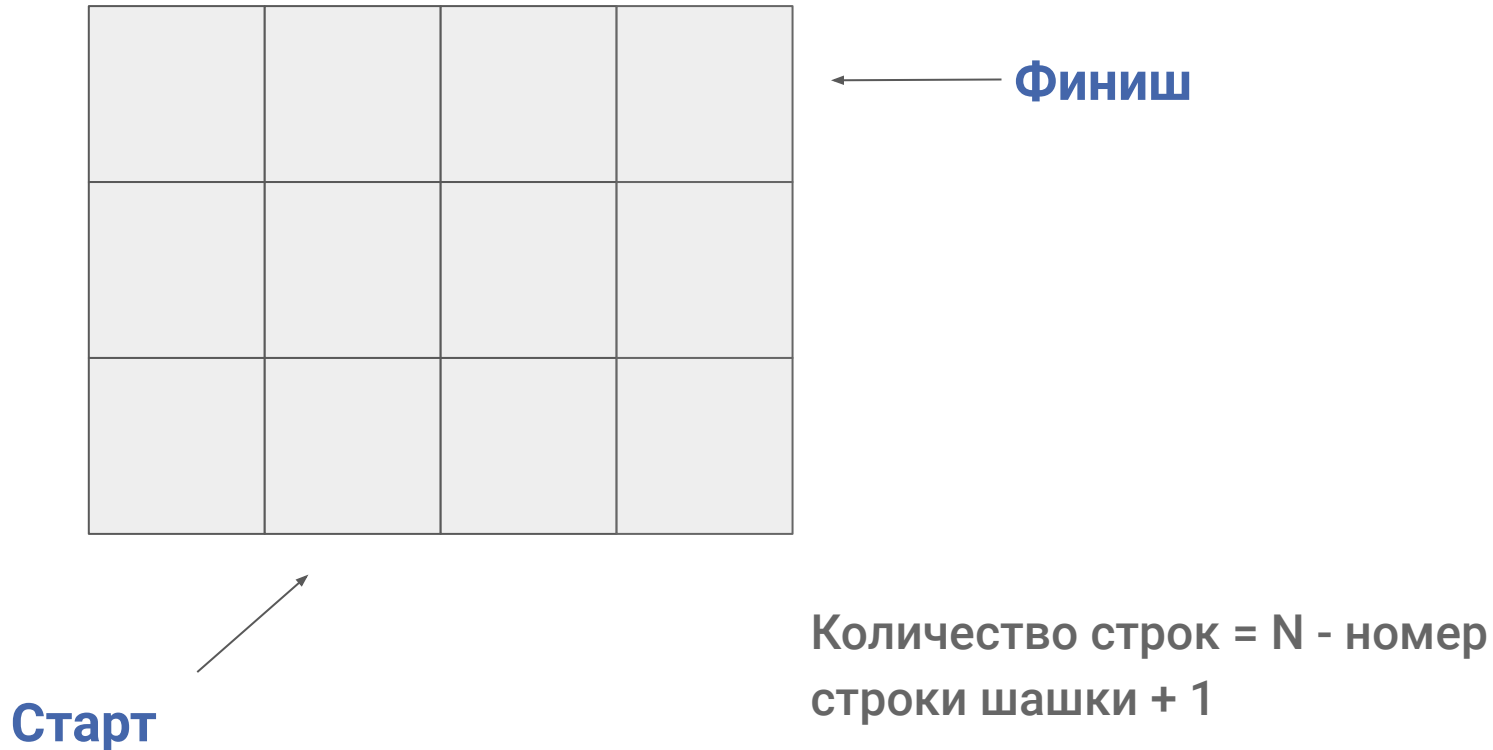 Финиш
Количество строк = N - номер
строки шашки + 1
Старт